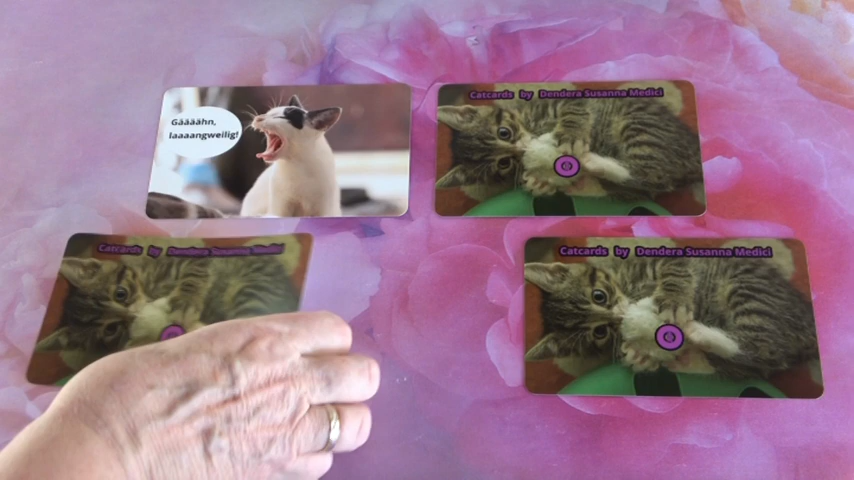 Gäääähn,
laaaangweilig!
Catcards by Dendera Susanna Medici
Catcards by Dendera Susanna Medici
Catcards by Dendera Susanna Medici